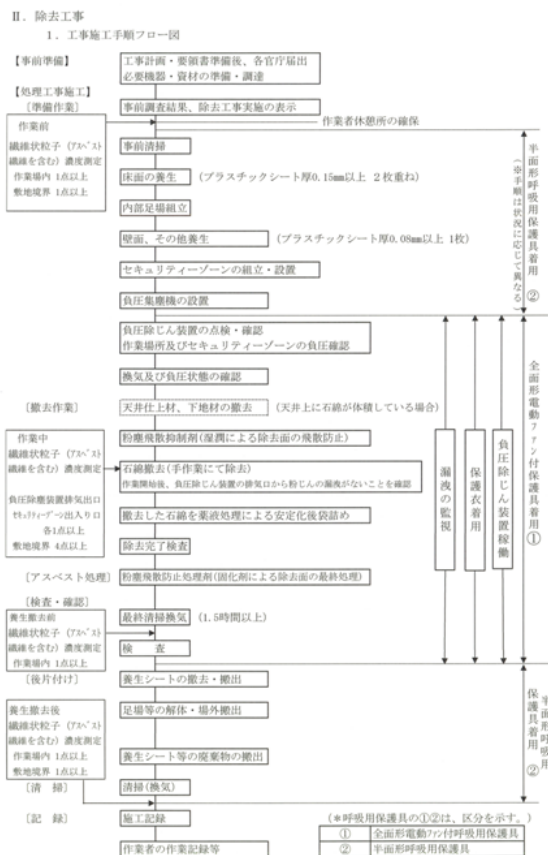 Ⅱ. 除去工事
1. 工事施工手順フロー図
【事前準備】
工事計画・要領書準備後、各官庁届出
必要機器・資材の準備・調達
【処理工事施工】
[準備作業]
事前調査結果、除去工事実施の表示
作業者休憩所の確保
作業前
繊維状粒子（アスベスト
繊維を含む）濃度測定
作業場内 1点以上
敷地境界 1点以上
事前清掃
床面の養生 (プラスチックシート厚0.15mm以上 2枚重ね)
内部足場組立
壁面、その他養生 (プラスチックシート厚0.08mm以上 1枚)
セキュリティーゾーンの組立・設置
負圧集塵機の設置
半面形呼吸用保護具着用 ②
(※手順は状況に応じて異なる)
負圧除じん装置の点検・確認
作業場所及びセキュリティーゾーンの負圧確認
換気及び負圧状態の確認
[撤去作業]
天井仕上材、下地材の撤去 (天井上に石綿が体積している場合)
作業中
繊維状粒子（アスベスト
繊維を含む）濃度測定
負圧除塵装置排気出口
セキュリティーゾーン出入り口
各1点以上
敷地境界 4点以上
粉塵飛散抑制剤(湿潤による除去面の飛散防止)
石綿撤去(手作業にて除去)
作業開始後、負圧除じん装置の排気口から粉じんの漏洩がないことを確認
撤去した石綿を薬液処理による安定化後袋詰め
除去完了検査
漏洩の監視
保護衣着用
負圧除じん装置稼働
全面形電動ファン付保護具着用①
[アスベスト処理]
粉塵飛散防止処理剤(固化剤による除去面の最終処理)
[検査・確認]
養生撤去前
繊維状粒子（アスベスト
繊維を含む）濃度測定
作業場内 1点以上
最終清掃換気 (1.5時間以上)
検 査
[後片付け]
養生シートの撤去・搬出
養生撤去後
繊維状粒子（アスベスト
繊維を含む）濃度測定
作業場内 1点以上
敷地境界 1点以上
足場等の解体・場外搬出
養生シート等の廃棄物の搬出
半面形呼吸用
保護具着用 ②
[清 掃]
清掃(換気)
[記 録]
施工記録
作業者の作業記録等
(＊呼吸用保護具の①②は、区分を示す。)
① 全面形電動ファン付呼吸用保護具
② 半面形呼吸用保護具